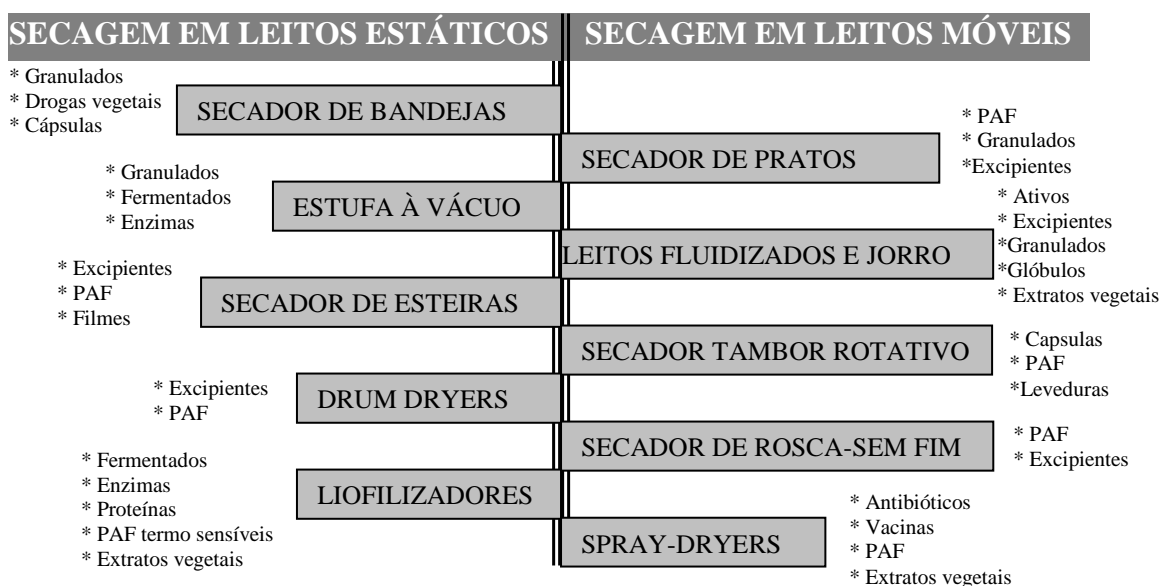 SECAGEM EM LEITOS ESTÁTICOS
SECAGEM EM LEITOS MÓVEIS
* Granulados
* Drogas vegetais
* Cápsulas
SECADOR DE BANDEJAS
* PAF
* Granulados
*Excipientes
SECADOR DE PRATOS
* Granulados
* Fermentados
* Enzimas
ESTUFA À VÁCUO
* Ativos
* Excipientes
*Granulados
*Glóbulos
* Extratos vegetais
LEITOS FLUIDIZADOS E JORRO
* Excipientes
* PAF
* Filmes
SECADOR DE ESTEIRAS
SECADOR TAMBOR ROTATIVO
* Capsulas
* PAF
*Leveduras
* Excipientes
* PAF
DRUM DRYERS
SECADOR DE ROSCA-SEM FIM
* PAF
* Excipientes
* Fermentados
* Enzimas
* Proteínas
* PAF termo sensíveis
* Extratos vegetais
LIOFILIZADORES
SPRAY-DRYERS
* Antibióticos
* Vacinas
* PAF
* Extratos vegetais